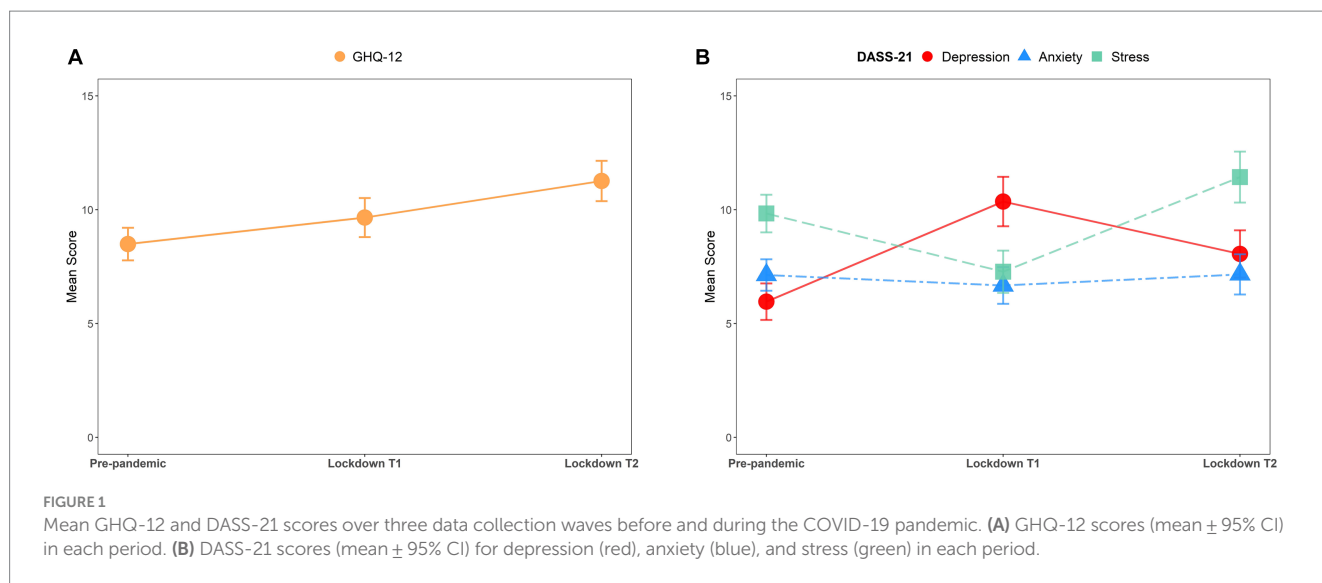 A
GHQ-12
15
10
5
0
Mean Score
Pre-pandemic Lockdown T1 Lockdown T2
B
DASS-21 Depression Anxiety Stress
15
10
5
0
Mean Score
Pre-pandemic Lockdown T1 Lockdown T2
FIGURE 1
Mean GHQ-12 and DASS-21 scores over three data collection waves before and during the COVID-19 pandemic. (A) GHQ-12 scores (mean ± 95% CI)
in each period. (B) DASS-21 scores (mean ± 95% CI) for depression (red), anxiety (blue), and stress (green) in each period.